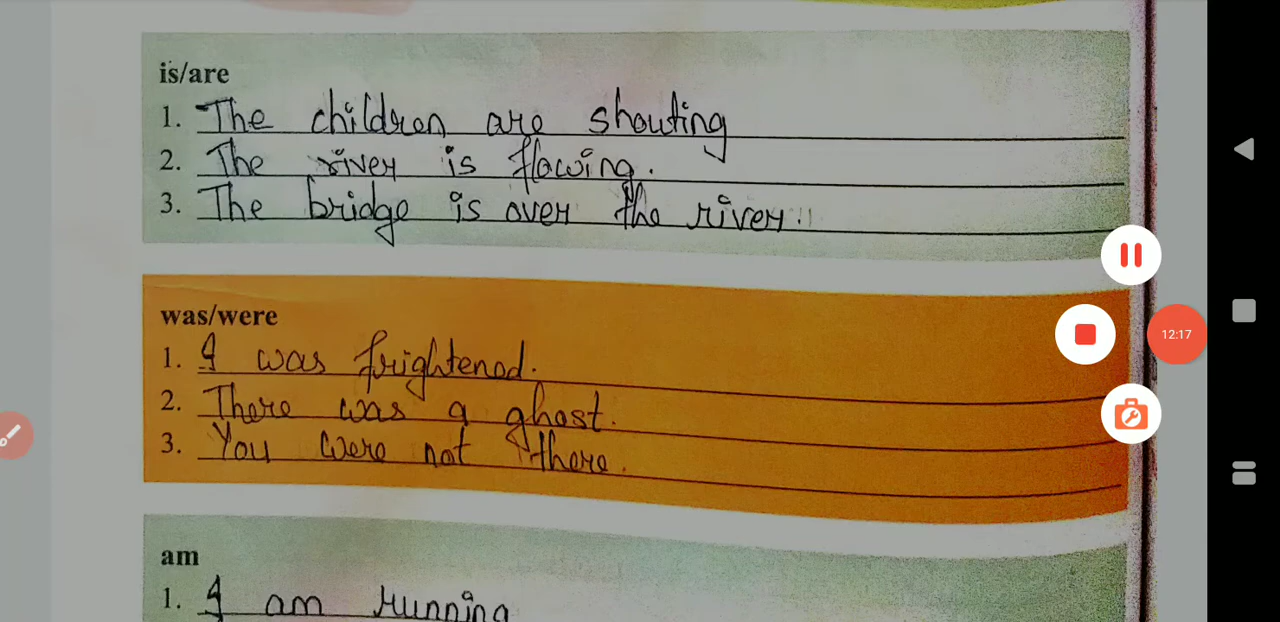 is/are
1. The children are shouting
2. The river is flowing.
3. The bridge is over the river.
was/were
1. I was frightened.
2. There was a ghost.
3. You were not there.
am
1. I am running
12:17